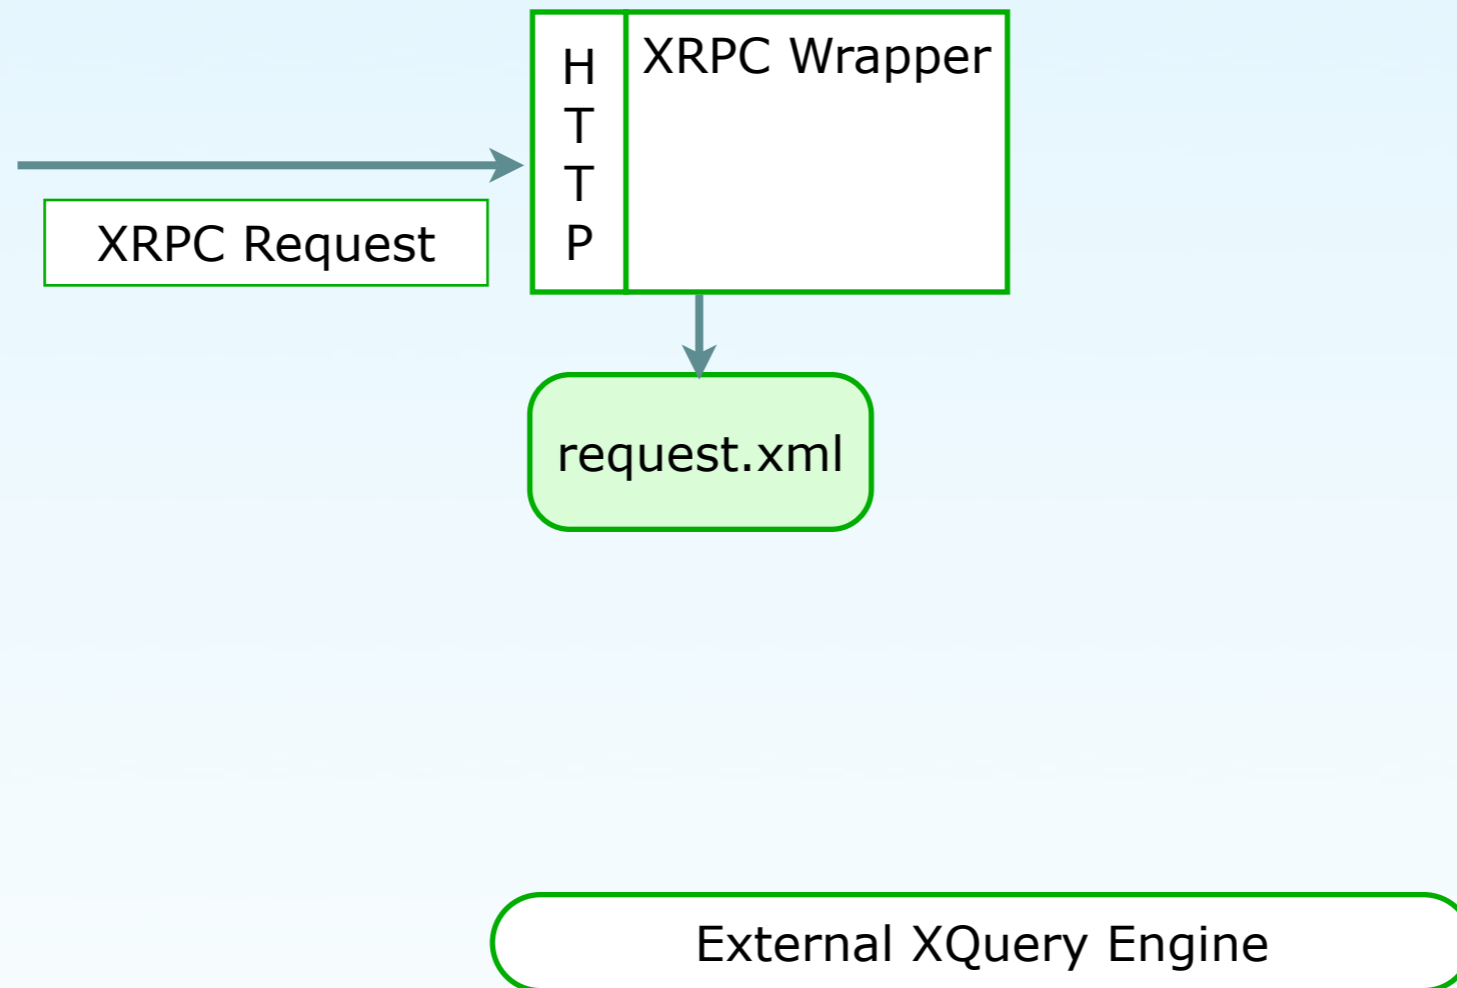 XRPC Wrapper
H
T
T
P
XRPC Request
request.xml
External XQuery Engine